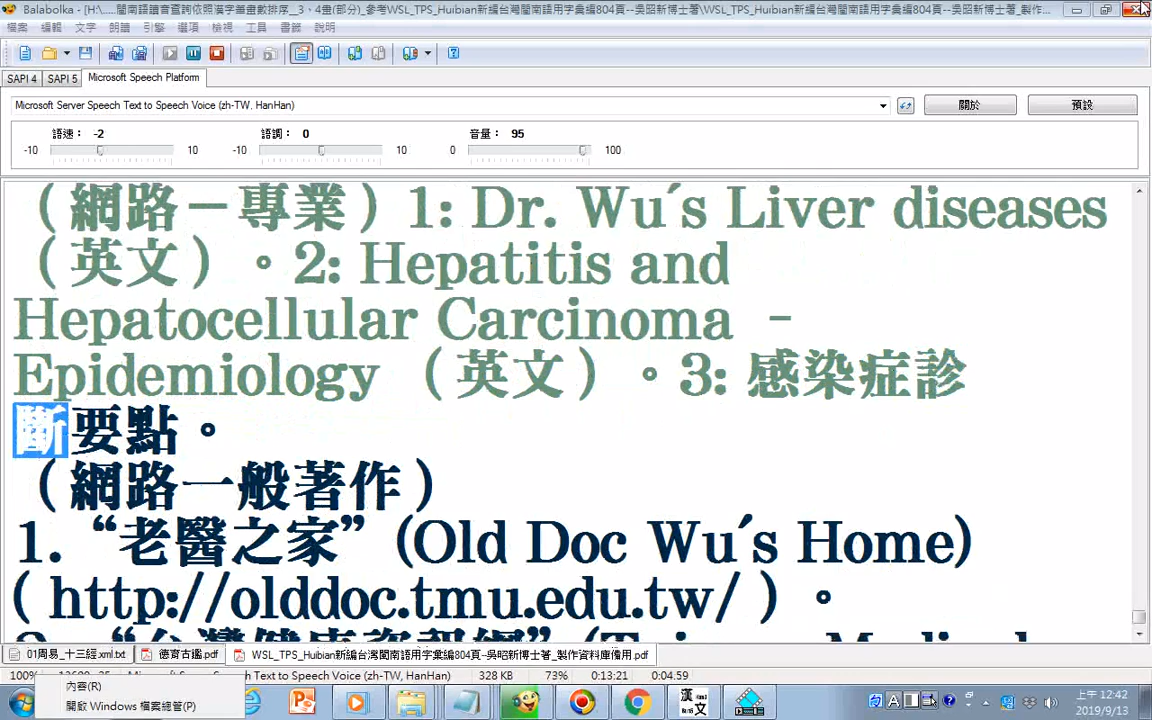 Balabolka - [H:\...閩南語讀音查詢依照漢字羞畫數排序_3、4畫(部分)_參考WSL_TPS_Huibian新編台灣閩南語用字彙編804頁--吳昭新博士著\WSL_TPS_Huibian新編台灣閩南語用字彙編804頁--吳昭新博士著_製作...
檔案 編輯 文字 朗讀 引擎 選項 檢視 工具 書籤 說明
SAPI 4 SAPI 5 Microsoft Speech Platform
Microsoft Server Speech Text to Speech Voice (zh-TW, HanHan) 關於 預設
語速： -2 語調： 0 音量： 95
-10 10 -10 10 0 100
（網路－專業）1: Dr. Wu′s Liver diseases
（英文）。2: Hepatitis and
Hepatocellular Carcinoma －
Epidemiology （英文）。3: 感染症診
斷要點。
（網路一般著作）
1. “老醫之家” (Old Doc Wu′s Home)
( http://olddoc.tmu.edu.tw/ ) 。
01周易_十三經.xml.txt 德育古鑑.pdf WSL_TPS_Huibian新編台灣閩南語用字彙編804頁--吳昭新博士著_製作資料庫備用.pdf
100% Text to Speech Voice (zh-TW, HanHan) 328 KB 73% 0:13:21 0:04.59
內容(R)
開啟 Windows 檔案總管(P)
漢字
上午 12:42
2019/9/13